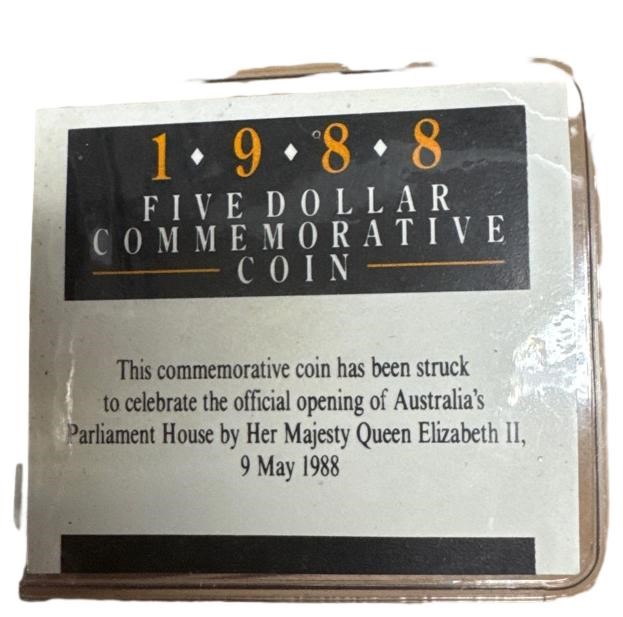 1 ♦ 9 ♦ 8 ♦ 8
FIVE DOLLAR
COMMEMORATIVE
COIN
This commemorative coin has been struck
to celebrate the official opening of Australia's
Parliament House by Her Majesty Queen Elizabeth II,
9 May 1988